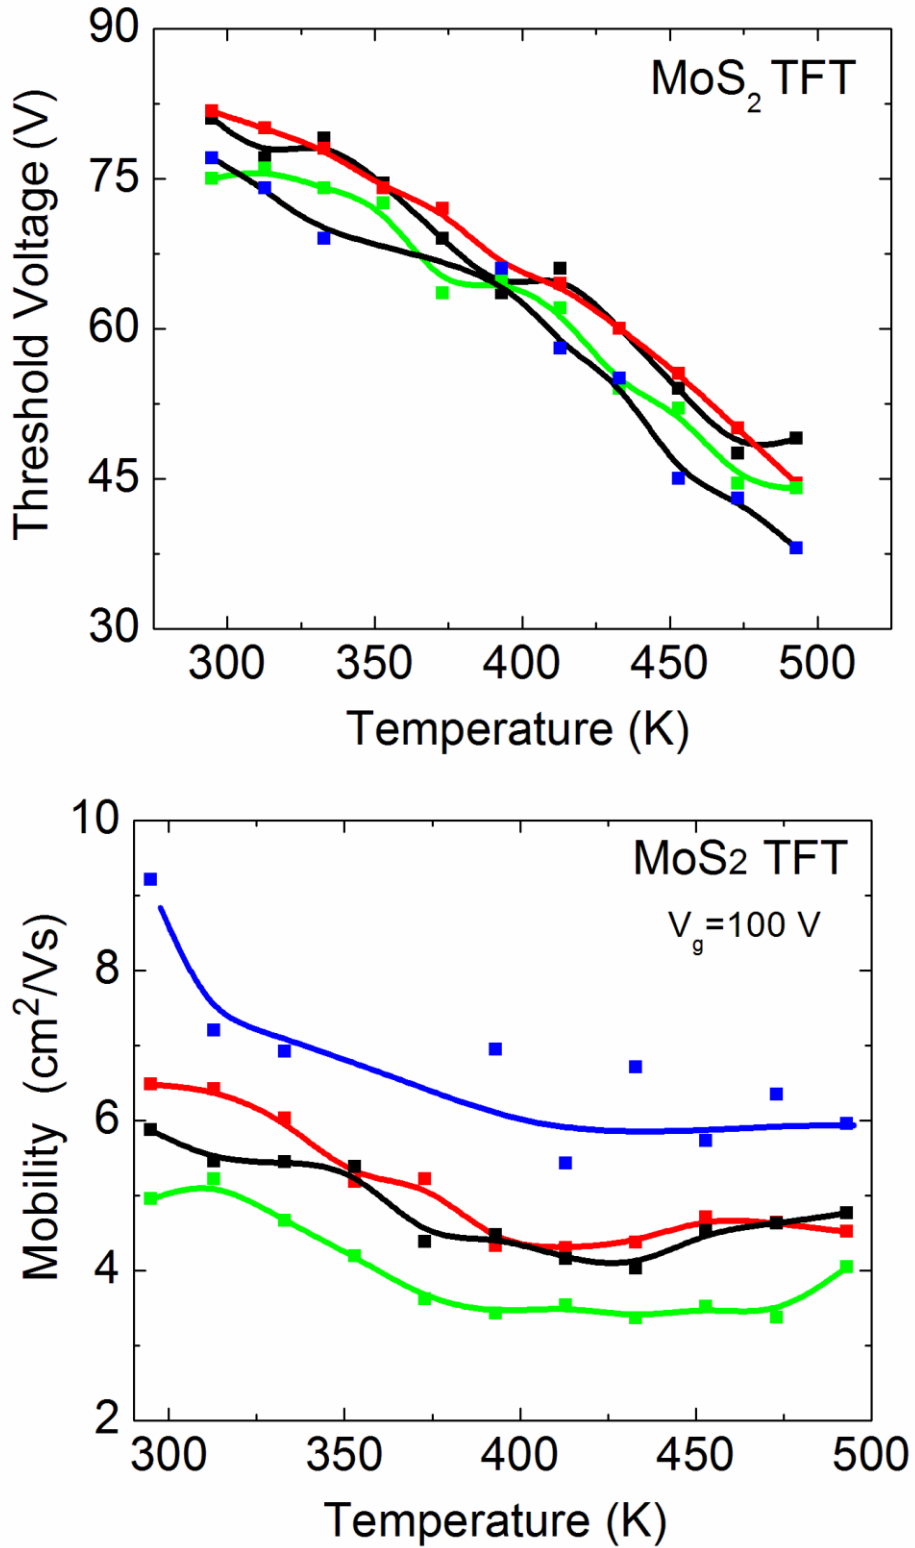 90
MoS₂ TFT
75
60
45
30
Threshold Voltage (V)
300 350 400 450 500
Temperature (K)
10
MoS2 TFT
V_g=100 V
8
6
4
2
Mobility (cm²/Vs)
300 350 400 450 500
Temperature (K)